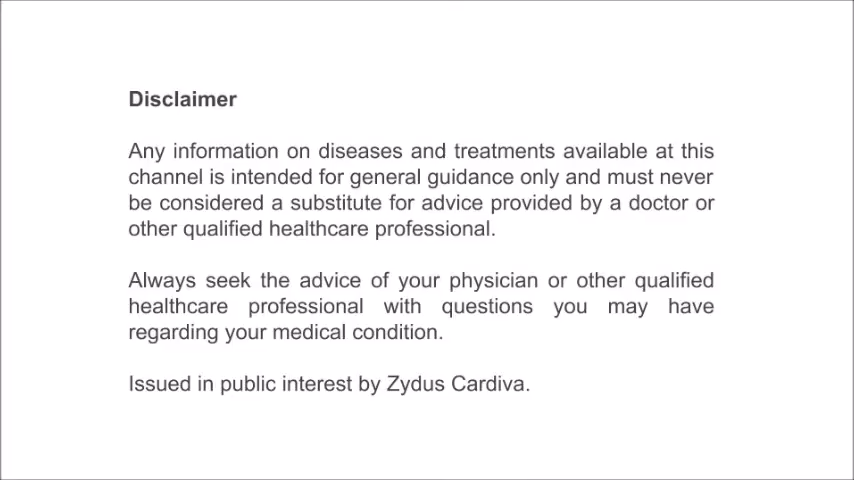 Disclaimer
Any information on diseases and treatments available at this
channel is intended for general guidance only and must never
be considered a substitute for advice provided by a doctor or
other qualified healthcare professional.
Always seek the advice of your physician or other qualified
healthcare professional with questions you may have
regarding your medical condition.
Issued in public interest by Zydus Cardiva.